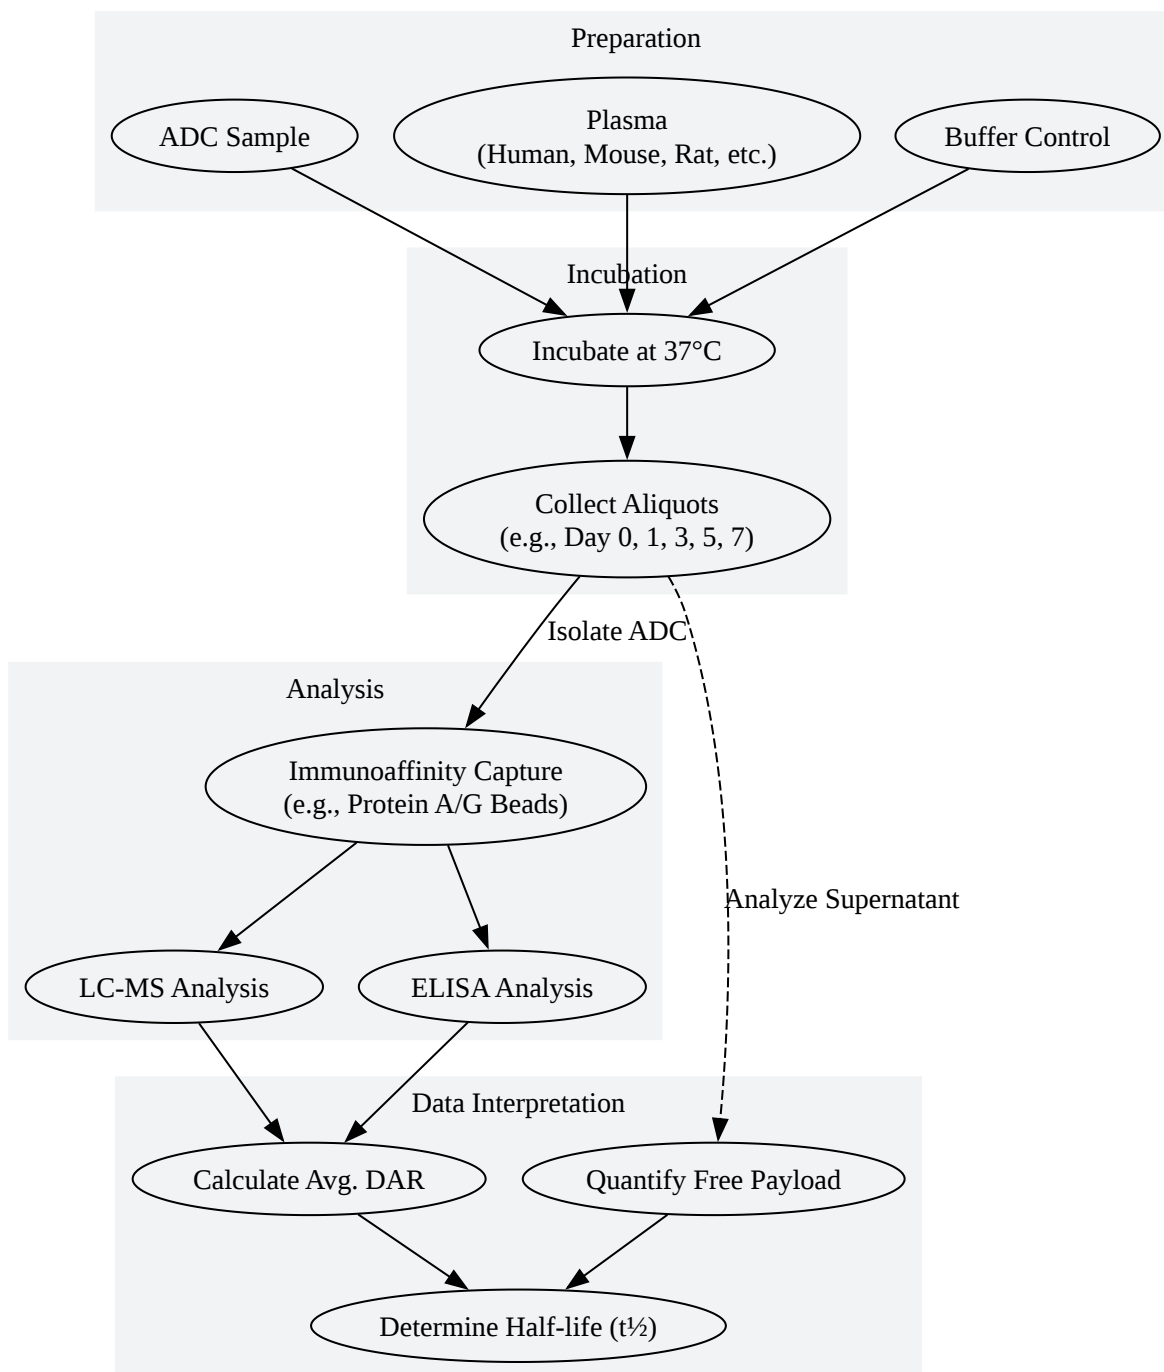 Preparation
ADC Sample
Plasma
(Human, Mouse, Rat, etc.)
Buffer Control
Incubation
Incubate at 37°C
Collect Aliquots
(e.g., Day 0, 1, 3, 5, 7)
Isolate ADC
Analysis
Immunoaffinity Capture
(e.g., Protein A/G Beads)
Analyze Supernatant
LC-MS Analysis
ELISA Analysis
Data Interpretation
Calculate Avg. DAR
Quantify Free Payload
Determine Half-life (t½)